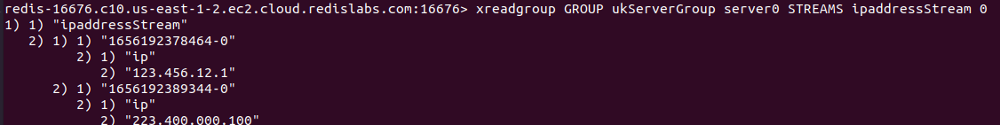 redis-16676.c10.us-east-1-2.ec2.cloud.redislabs.com:16676> xreadgroup GROUP ukServerGroup server0 STREAMS ipaddressStream 0
1) 1) "ipaddressStream"
   2) 1) 1) "1656192378464-0"
         2) 1) "ip"
            2) "123.456.12.1"
      2) 1) "1656192389344-0"
         2) 1) "ip"
            2) "223.400.000.100"